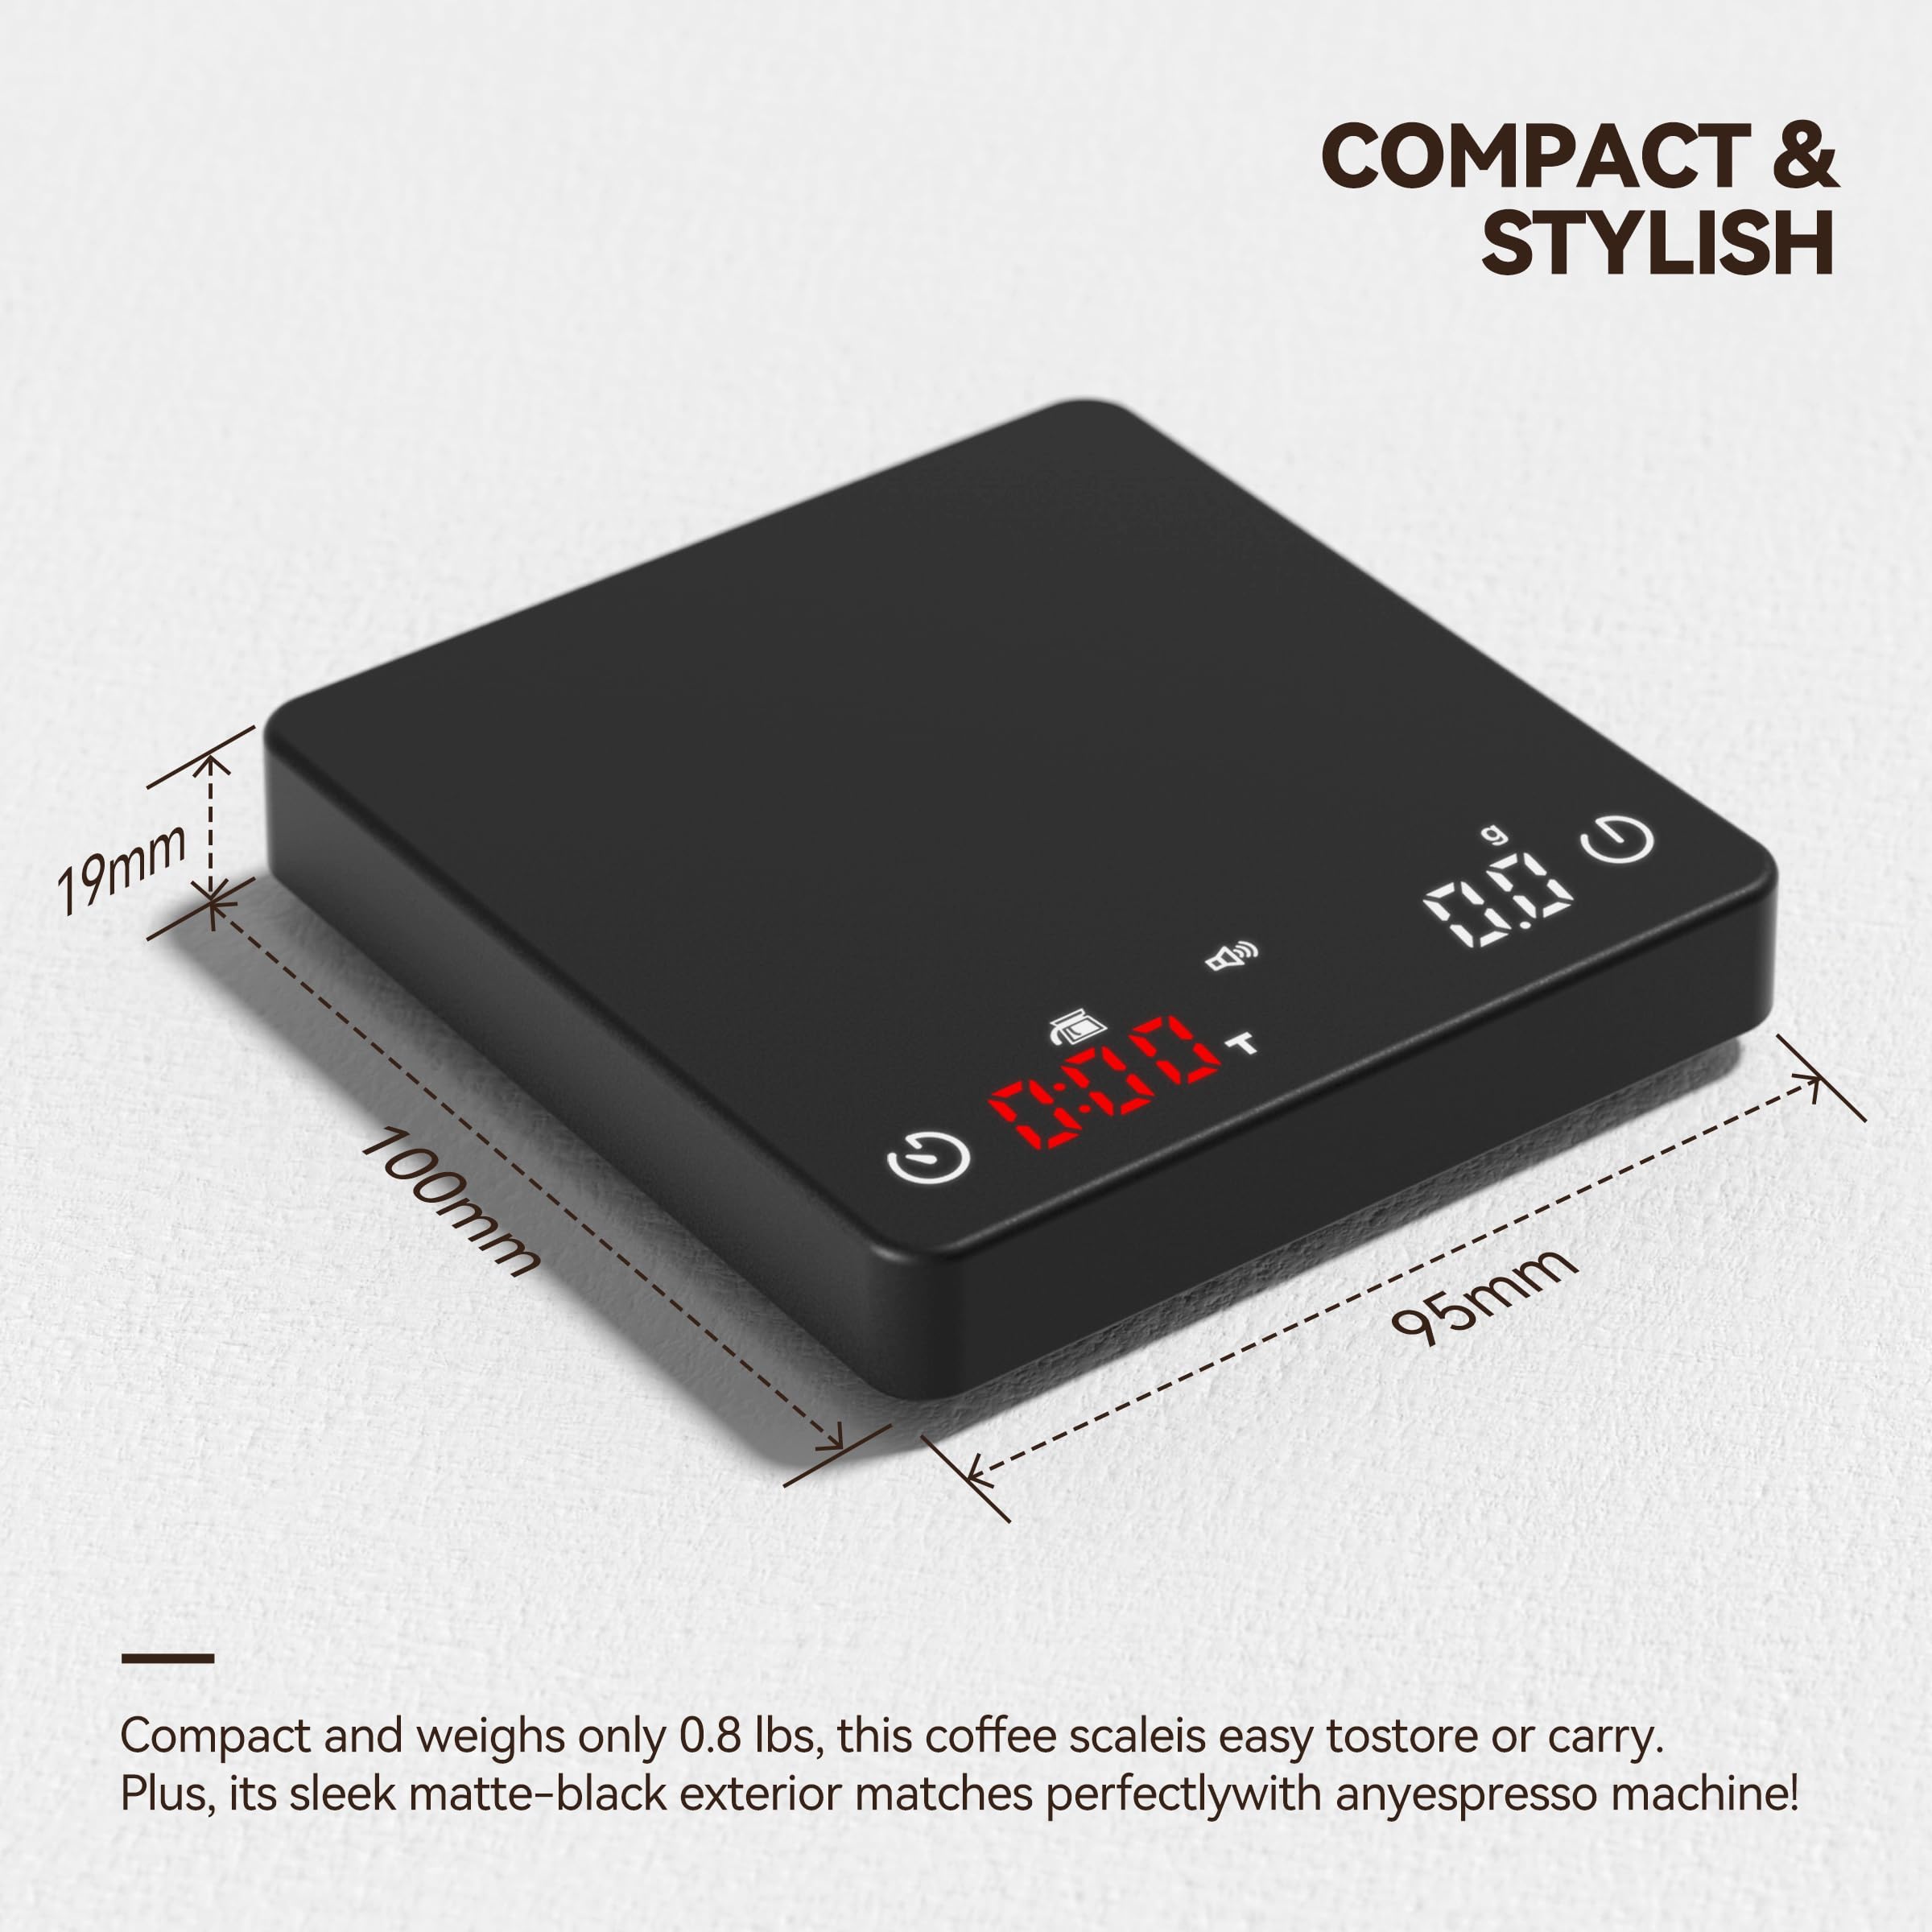 COMPACT &
STYLISH
19mm
g
0.0
0:00 T
100mm
95mm
Compact and weighs only 0.8 lbs, this coffee scaleis easy tostore or carry.
Plus, its sleek matte-black exterior matches perfectlywith anyespresso machine!